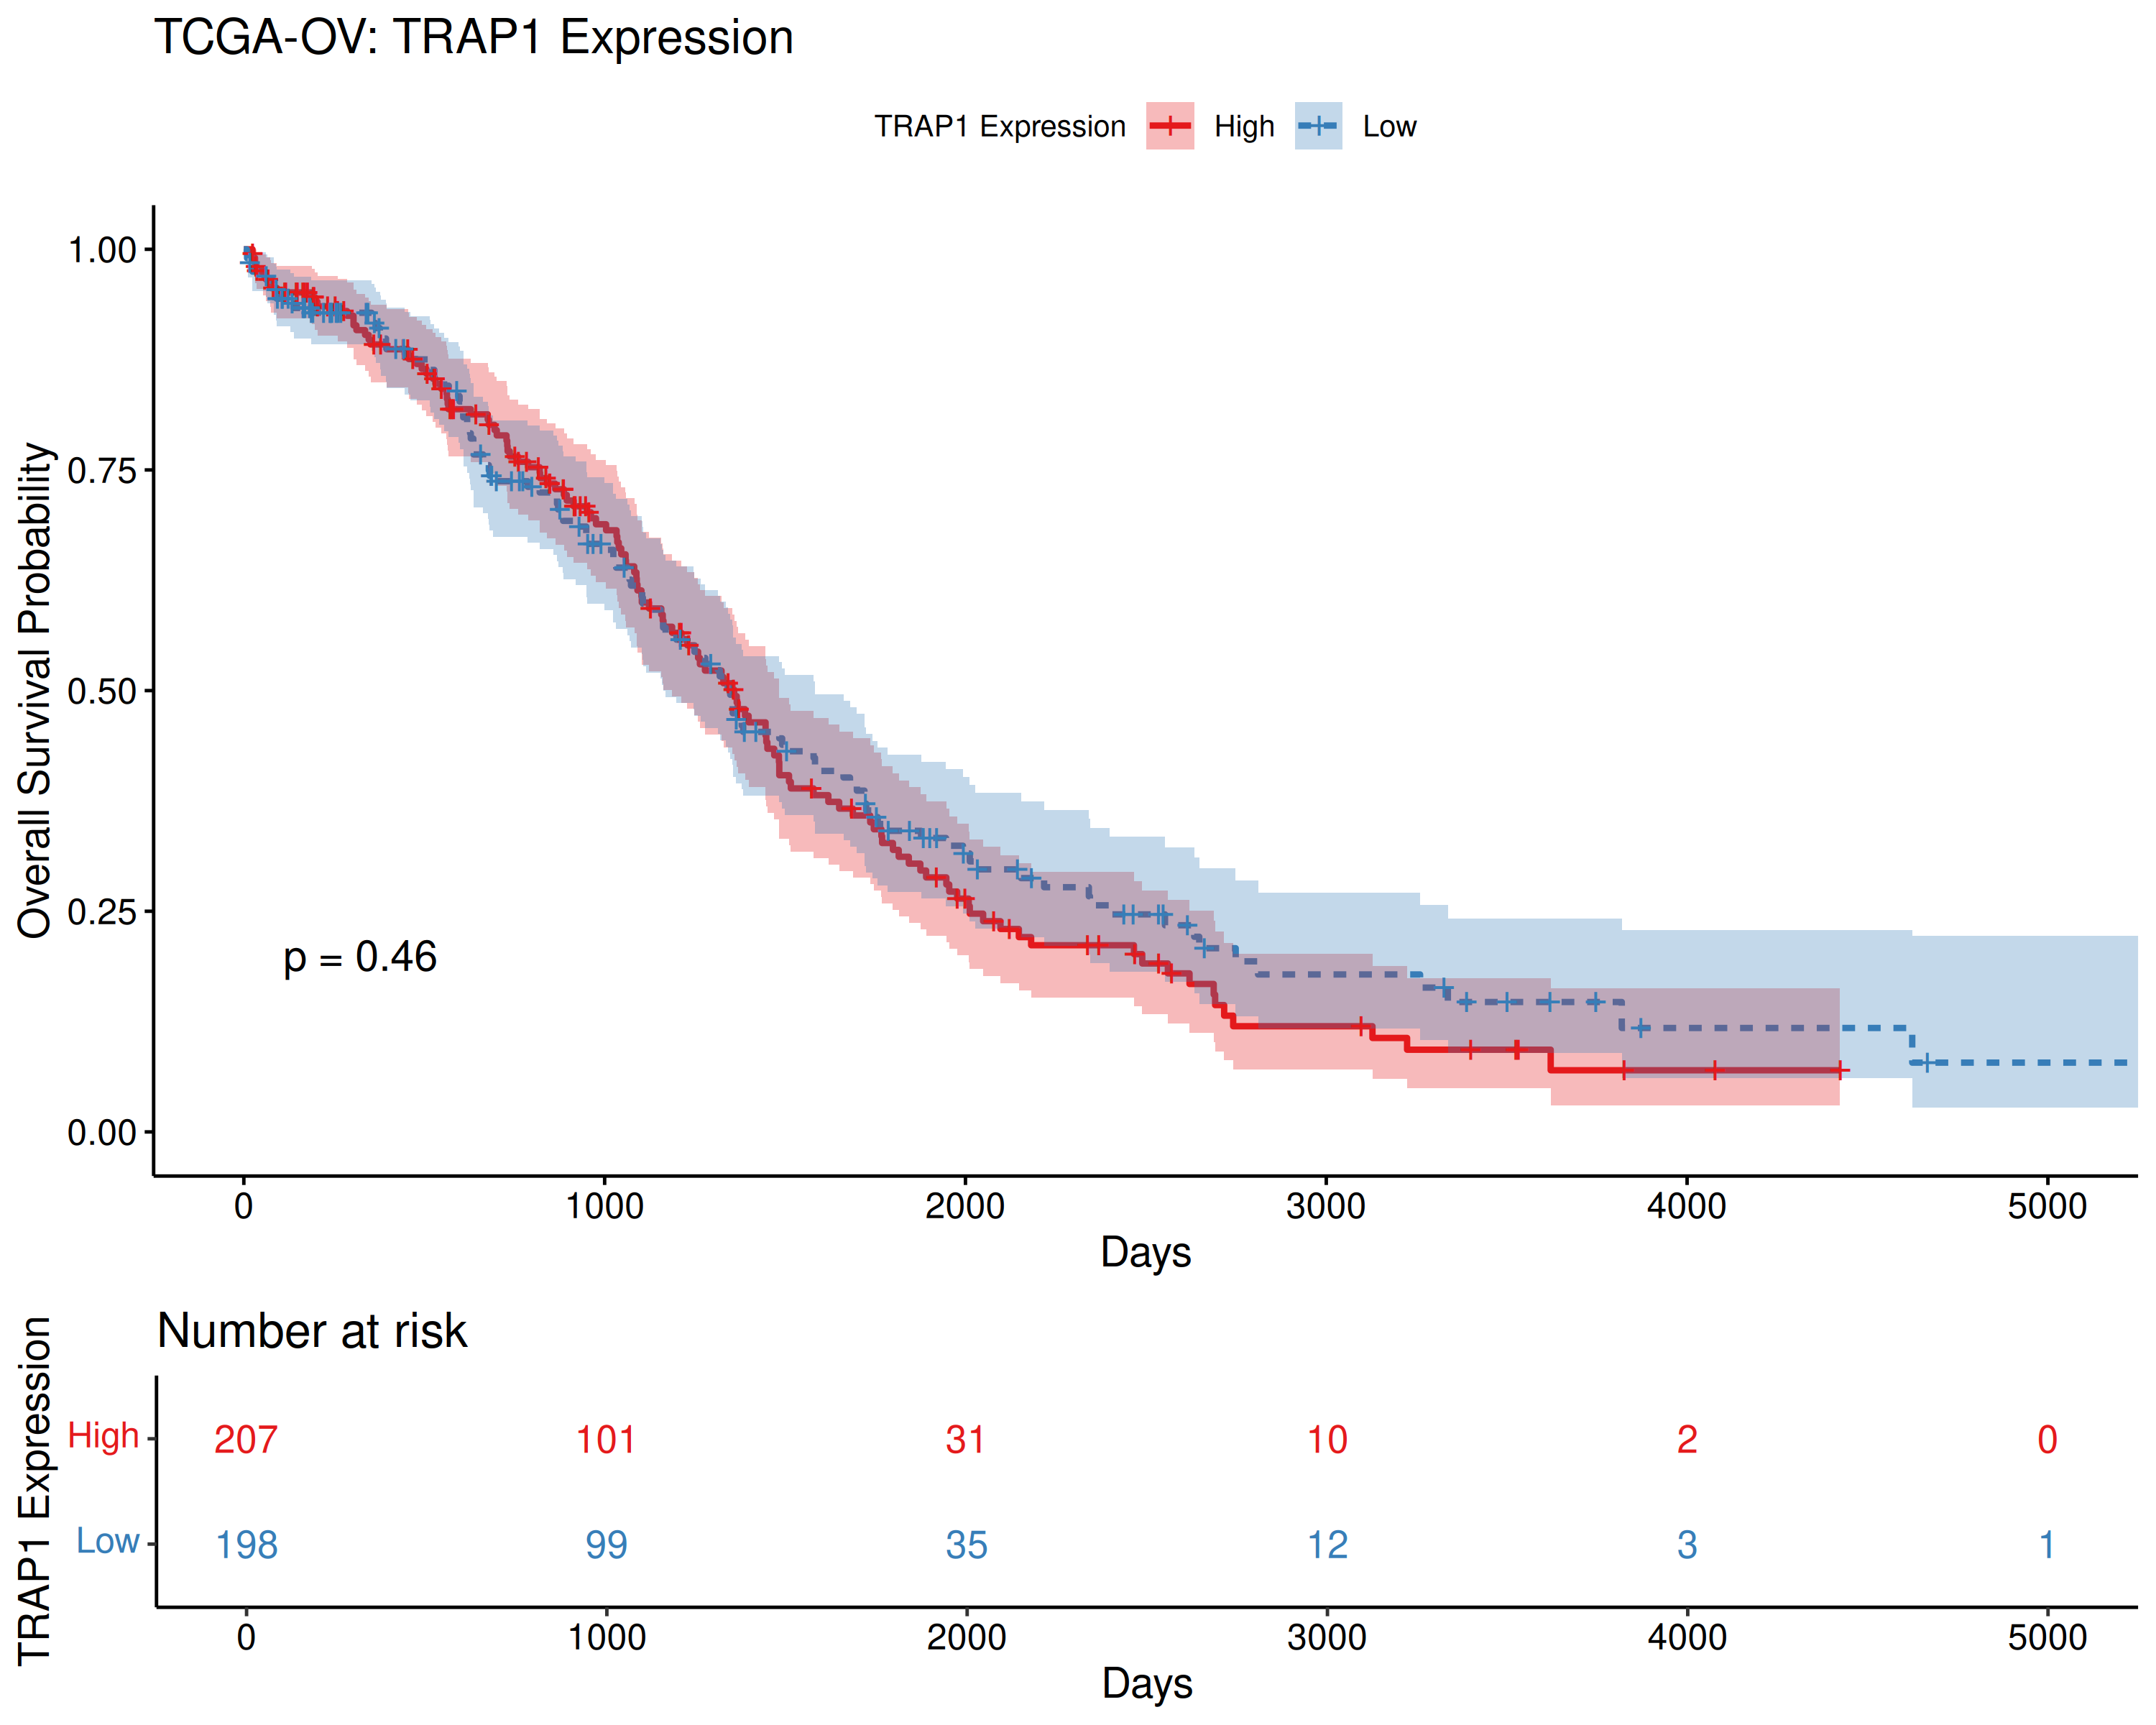 TCGA-OV: TRAP1 Expression
TRAP1 Expression High Low
Overall Survival Probability
1.00
0.75
0.50
0.25
0.00
p = 0.46
0 1000 2000 3000 4000 5000
Days
Number at risk
TRAP1 Expression
High 207 101 31 10 2 0
Low 198 99 35 12 3 1
0 1000 2000 3000 4000 5000
Days